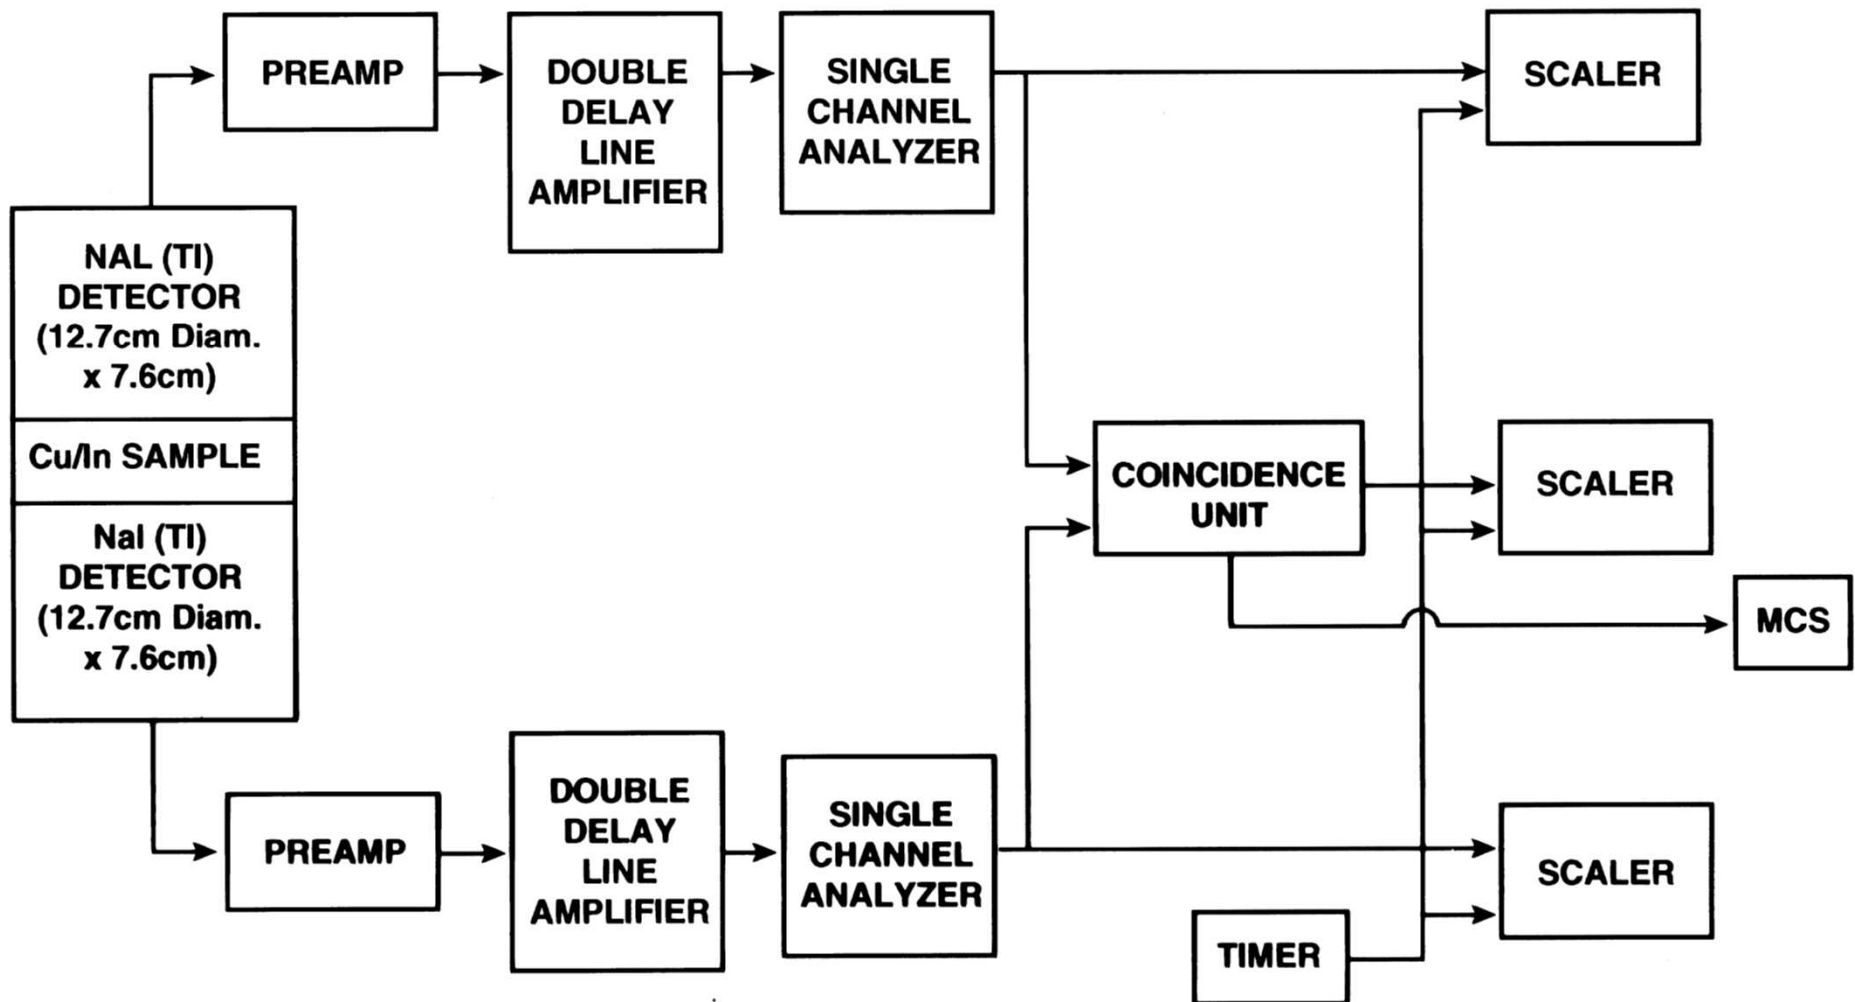 PREAMP
DOUBLE
DELAY
LINE
AMPLIFIER
SINGLE
CHANNEL
ANALYZER
SCALER
NAL (TI)
DETECTOR
(12.7cm Diam.
x 7.6cm)
Cu/In SAMPLE
NaI (TI)
DETECTOR
(12.7cm Diam.
x 7.6cm)
COINCIDENCE
UNIT
SCALER
MCS
PREAMP
DOUBLE
DELAY
LINE
AMPLIFIER
SINGLE
CHANNEL
ANALYZER
SCALER
TIMER